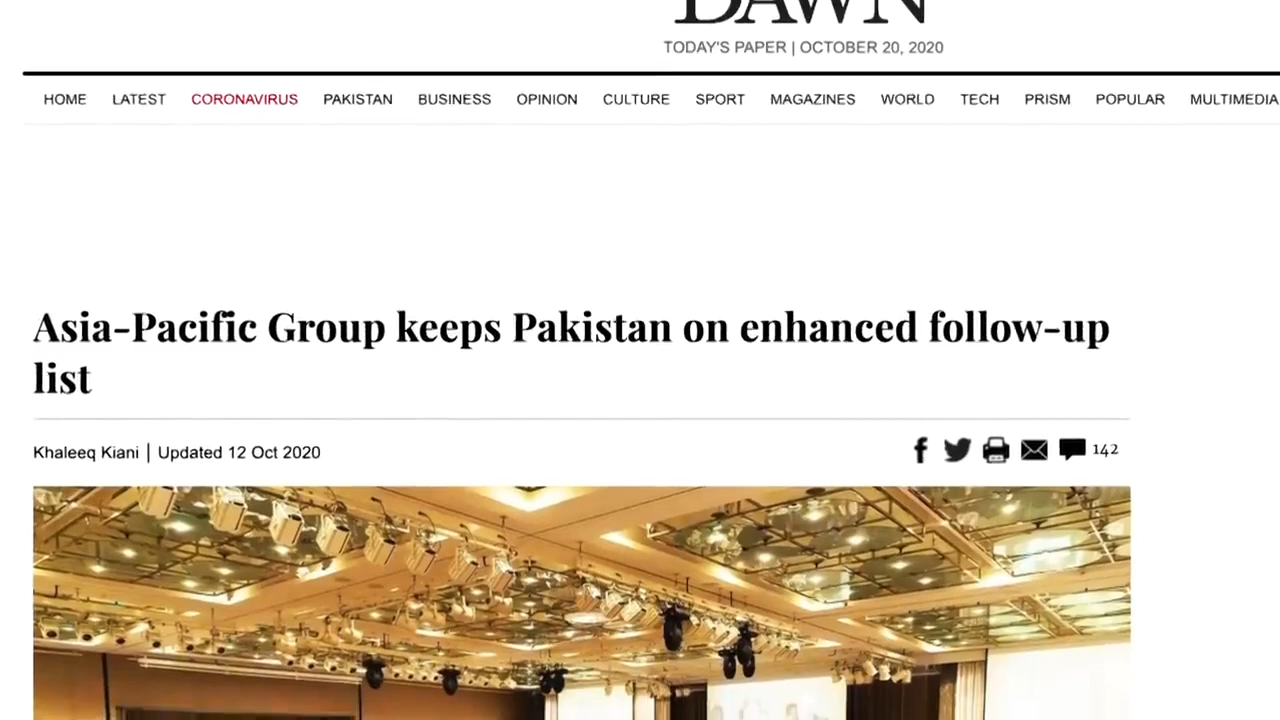 DAWN
TODAY'S PAPER | OCTOBER 20, 2020
HOME LATEST CORONAVIRUS PAKISTAN BUSINESS OPINION CULTURE SPORT MAGAZINES WORLD TECH PRISM POPULAR MULTIMEDIA
Asia-Pacific Group keeps Pakistan on enhanced follow-up
list
Khaleeq Kiani | Updated 12 Oct 2020
142